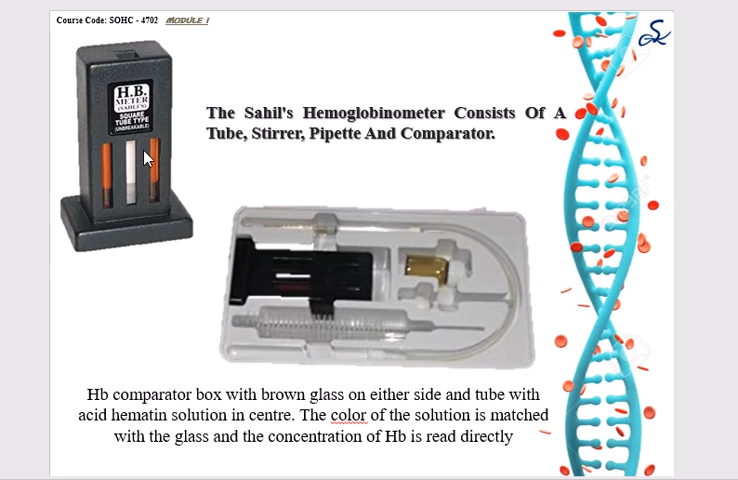 Course Code: SOHC - 4702 MODULE I
H.B.
METER
(SAHLI'S)
SQUARE
TUBE TYPE
(UNBREAKABLE)
The Sahil's Hemoglobinometer Consists Of A
Tube, Stirrer, Pipette And Comparator.
Hb comparator box with brown glass on either side and tube with
acid hematin solution in centre. The color of the solution is matched
with the glass and the concentration of Hb is read directly